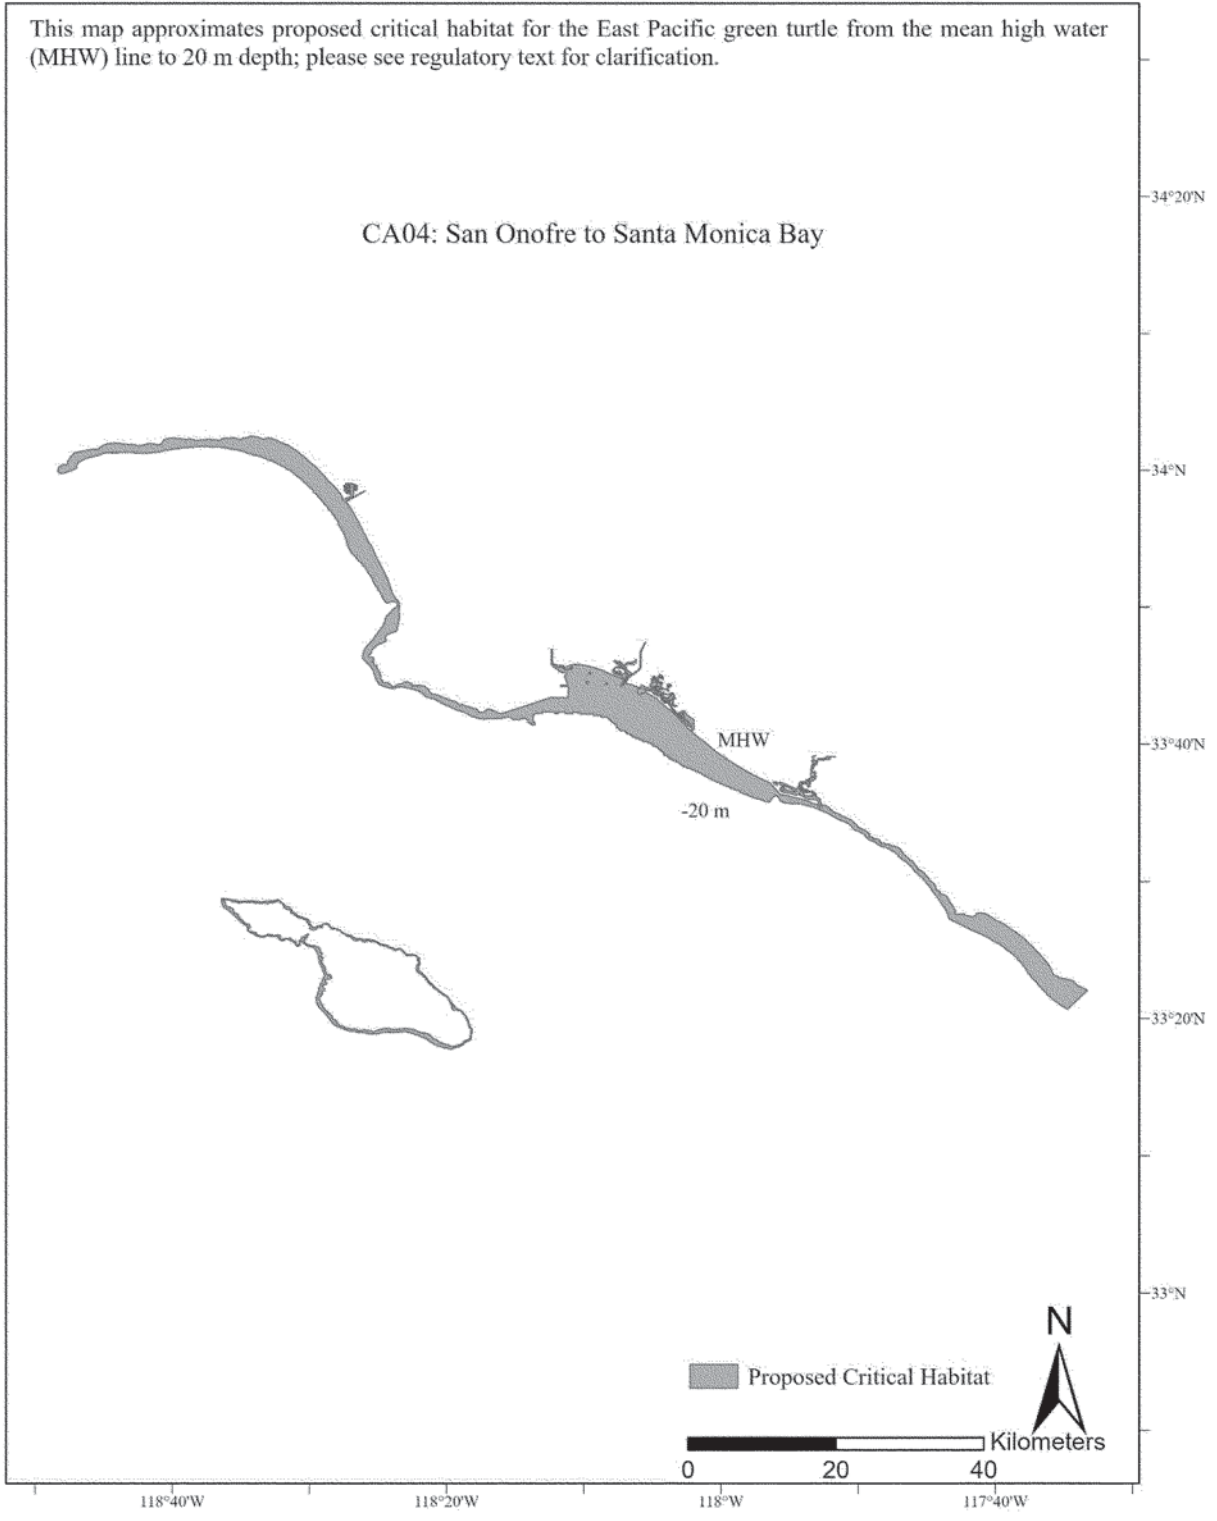 This map approximates proposed critical habitat for the East Pacific green turtle from the mean high water
(MHW) line to 20 m depth; please see regulatory text for clarification.
34°20'N
CA04: San Onofre to Santa Monica Bay
34°N
MHW
33°40'N
-20 m
33°20'N
33°N
N
Proposed Critical Habitat
Kilometers
0 20 40
118°40'W 118°20'W 118°W 117°40'W